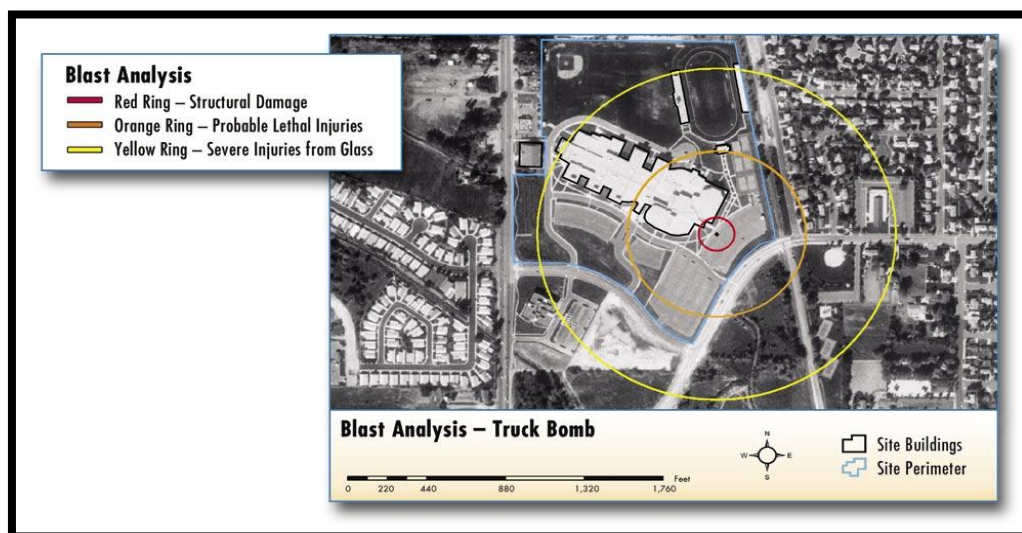 Blast Analysis
Red Ring – Structural Damage
Orange Ring – Probable Lethal Injuries
Yellow Ring – Severe Injuries from Glass
Blast Analysis – Truck Bomb
N
W E
S
Site Buildings
Site Perimeter
Feet
0 220 440 880 1,320 1,760